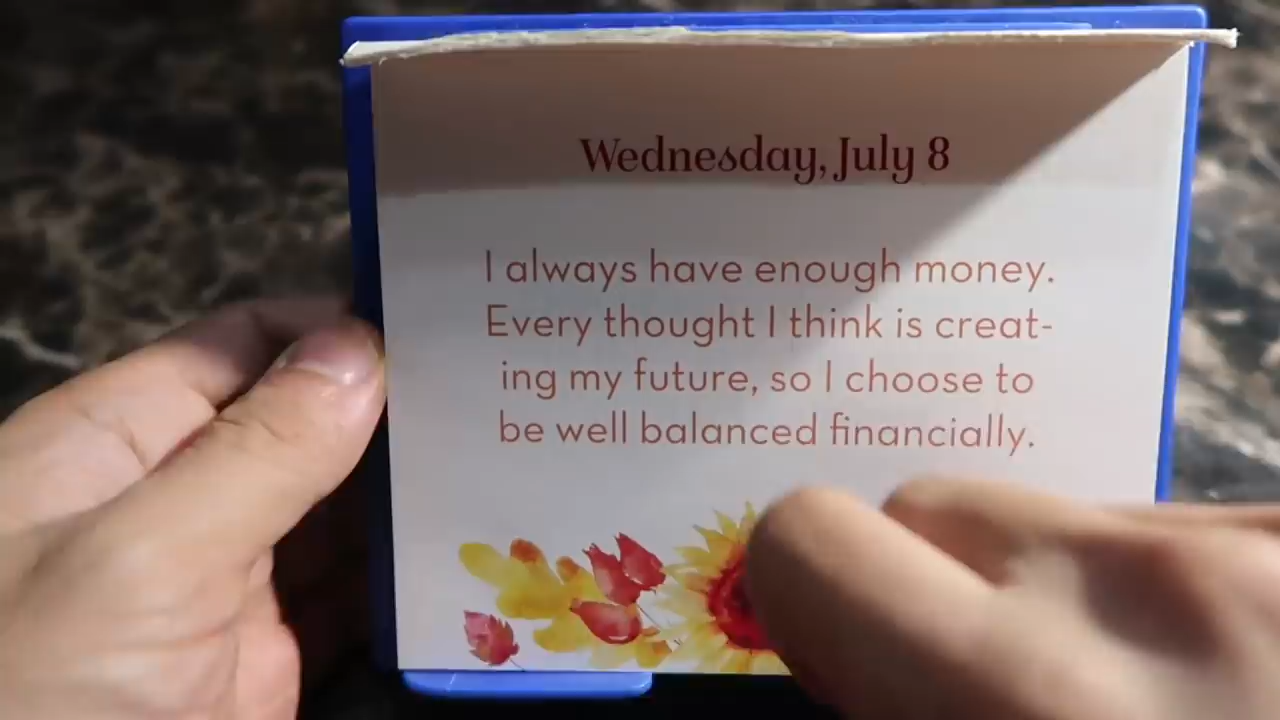 Wednesday, July 8
I always have enough money.
Every thought I think is creat-
ing my future, so I choose to
be well balanced financially.